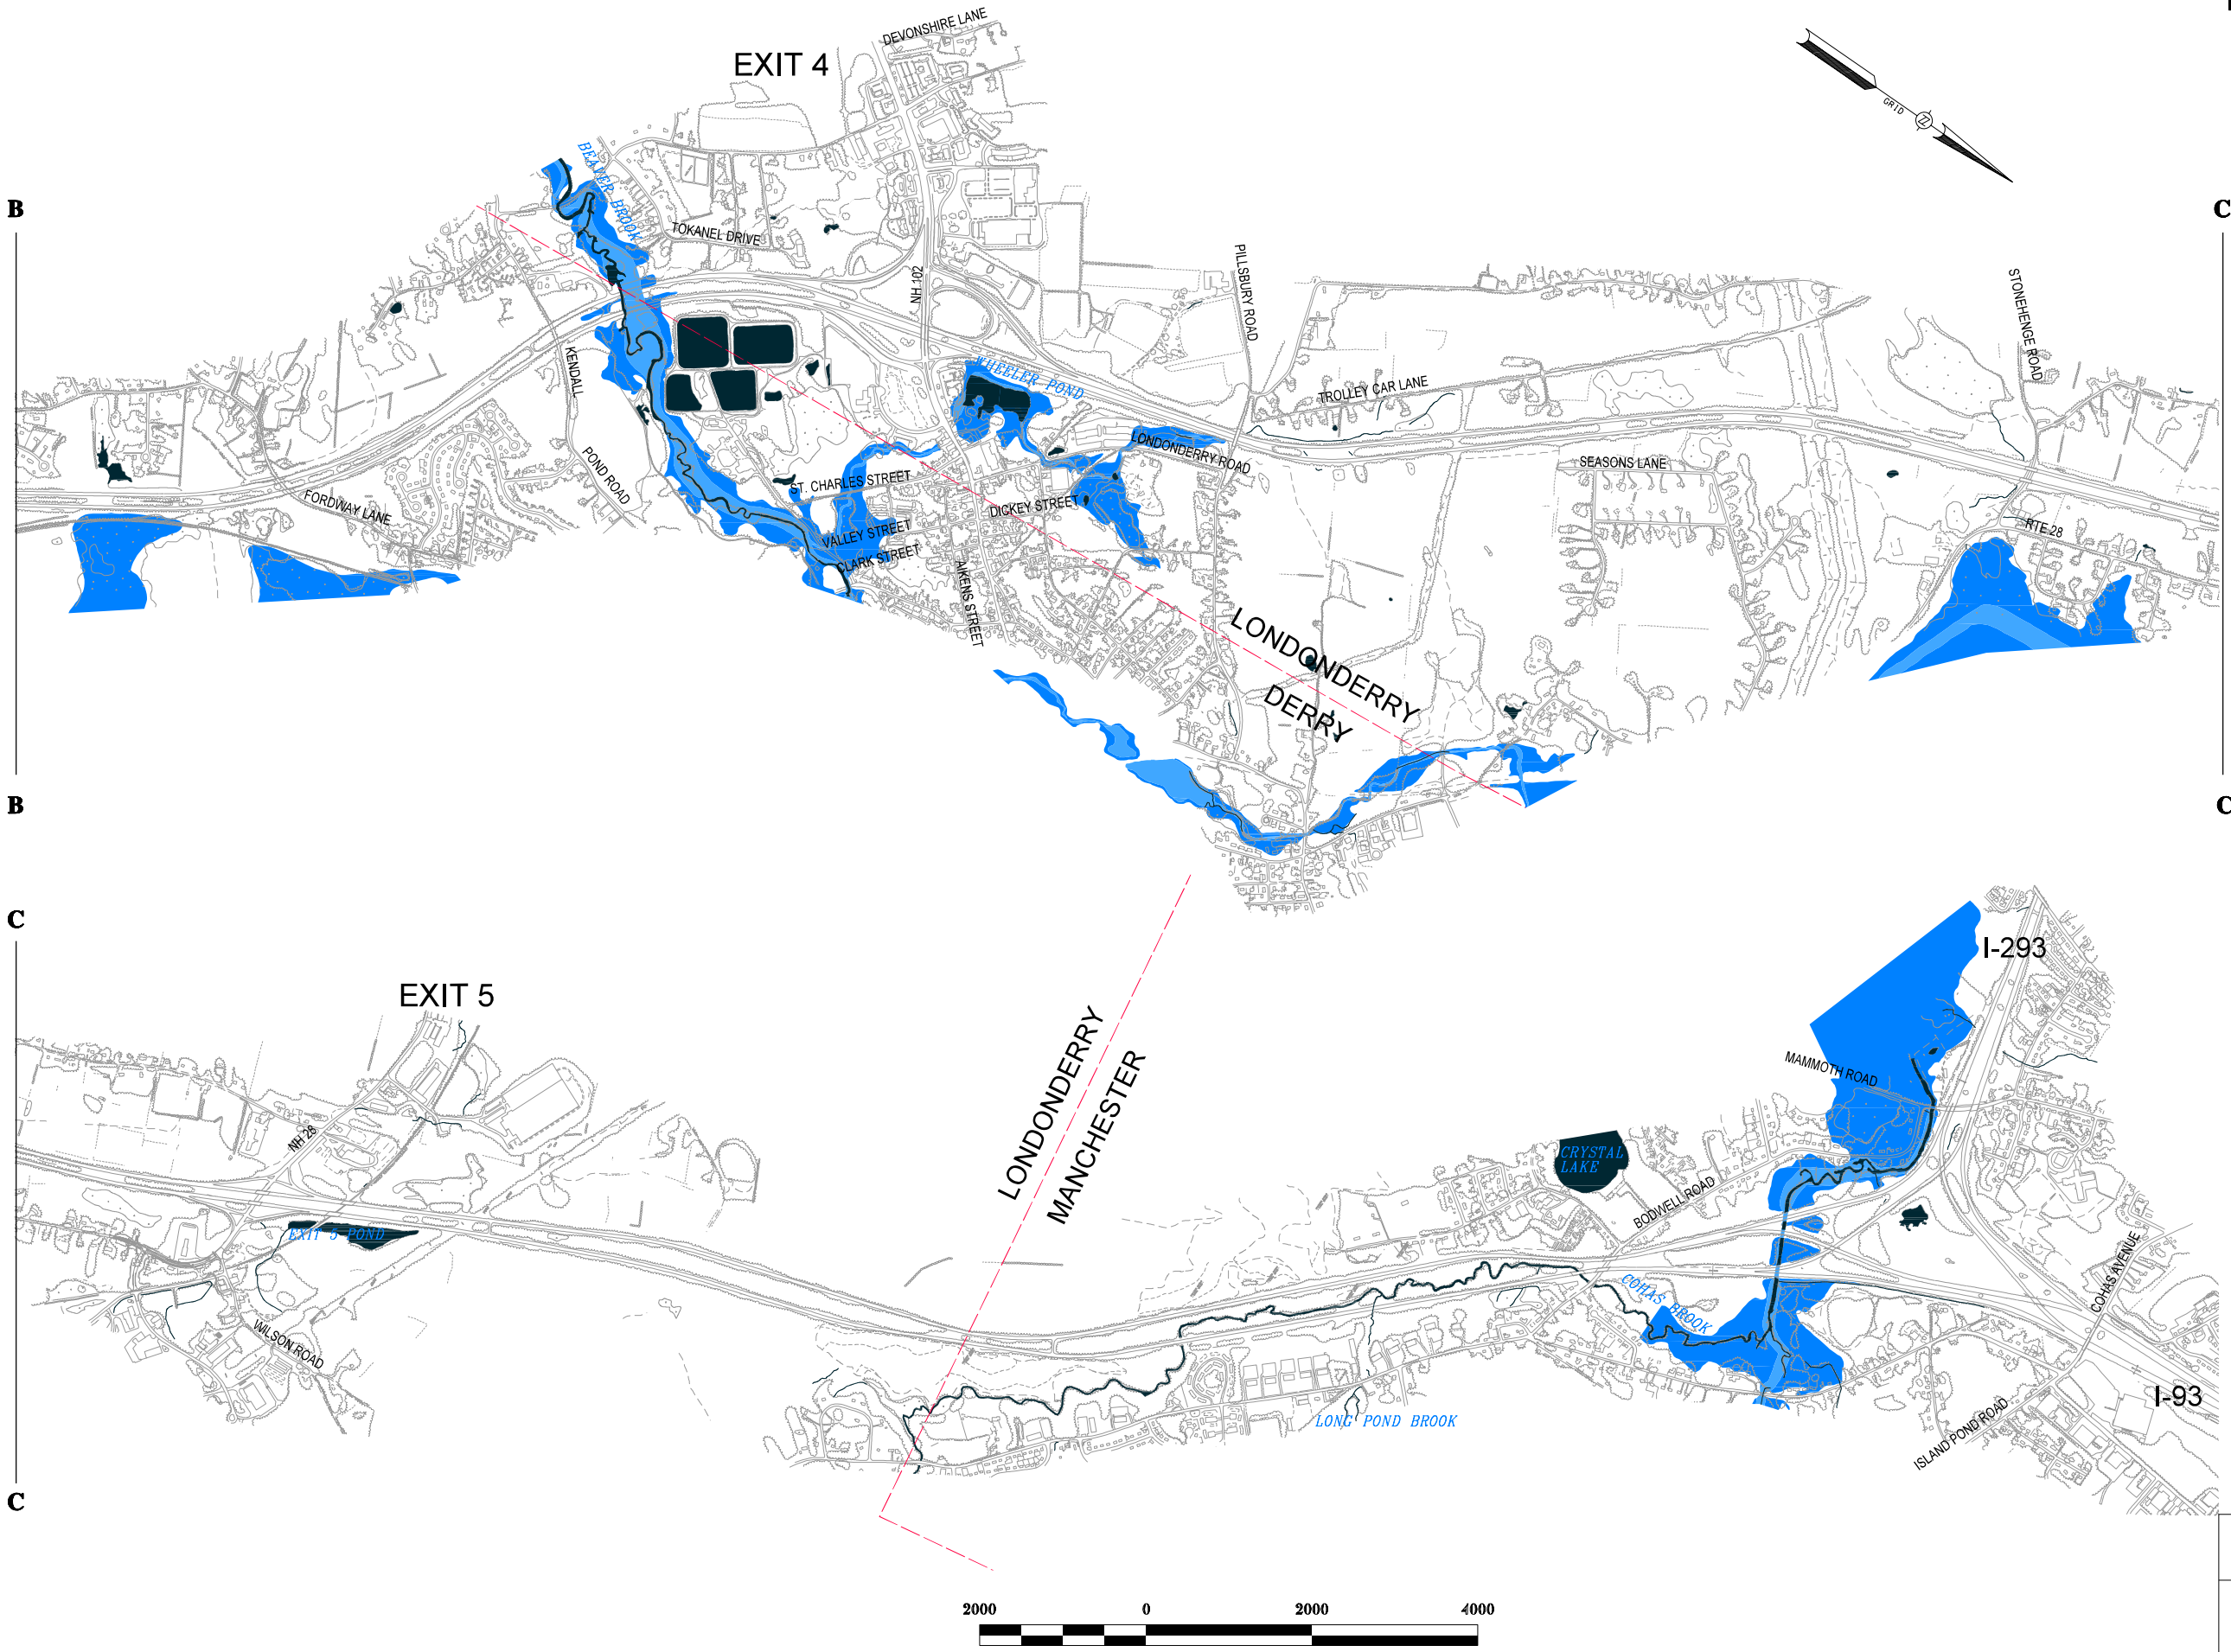 DEVONSHIRE LANE
EXIT 4
GRID
N
BEAVER BROOK
B
C
TOKANEL DRIVE
NH 102
PILLSBURY ROAD
STONEHENGE ROAD
KENDALL
WHEELER POND
TROLLEY CAR LANE
LONDONDERRY ROAD
POND ROAD
SEASONS LANE
ST. CHARLES STREET
FORDWAY LANE
DICKEY STREET
RTE 28
VALLEY STREET
CLARK STREET
AIKENS STREET
LONDONDERRY
DERRY
B
C
C
I-293
EXIT 5
LONDONDERRY
MANCHESTER
MAMMOTH ROAD
NH 28
CRYSTAL
LAKE
BODWELL ROAD
EXIT 5 POND
COHAS AVENUE
COHAS BROOK
WILSON ROAD
I-93
LONG POND BROOK
ISLAND POND ROAD
C
2000 0 2000 4000